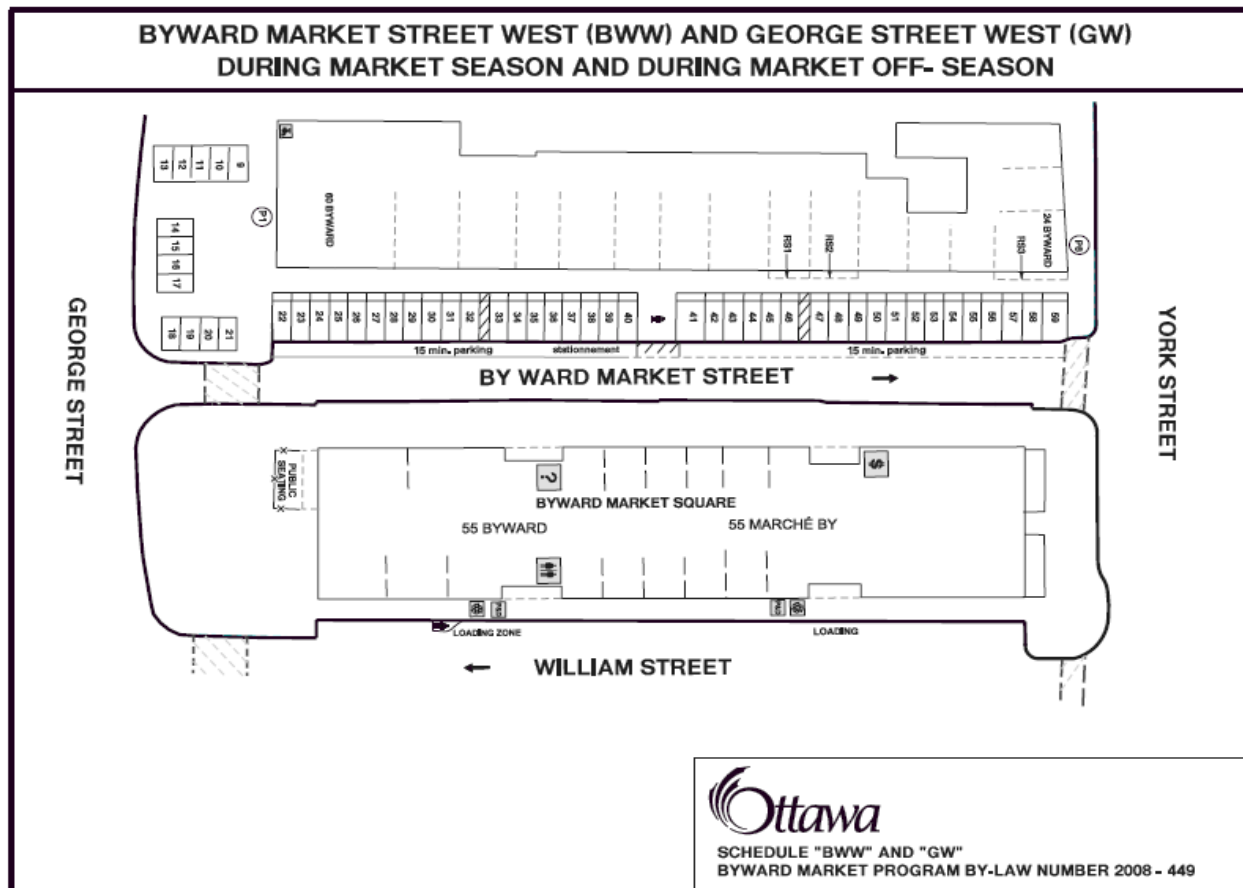 BYWARD MARKET STREET WEST (BWW) AND GEORGE STREET WEST (GW)
DURING MARKET SEASON AND DURING MARKET OFF- SEASON
13 12 11 10 9
14
15
16
17
18 19 20 21
P1
60 BYWARD
RS1
RS2
RS3
24 BYWARD
P6
22 23 24 25 26 27 28 29 30 31 32 33 34 35 36 37 38 39 40 41 42 43 44 45 46 47 48 49 50 51 52 53 54 55 56 57 58 59
15 min. parking
stationnement
15 min. parking
BY WARD MARKET STREET
GEORGE STREET
YORK STREET
PUBLIC
SEATING
?
$
BYWARD MARKET SQUARE
55 BYWARD
55 MARCHÉ BY
LOADING ZONE
LOADING
WILLIAM STREET
Ottawa
SCHEDULE "BWW" AND "GW"
BYWARD MARKET PROGRAM BY-LAW NUMBER 2008 - 449